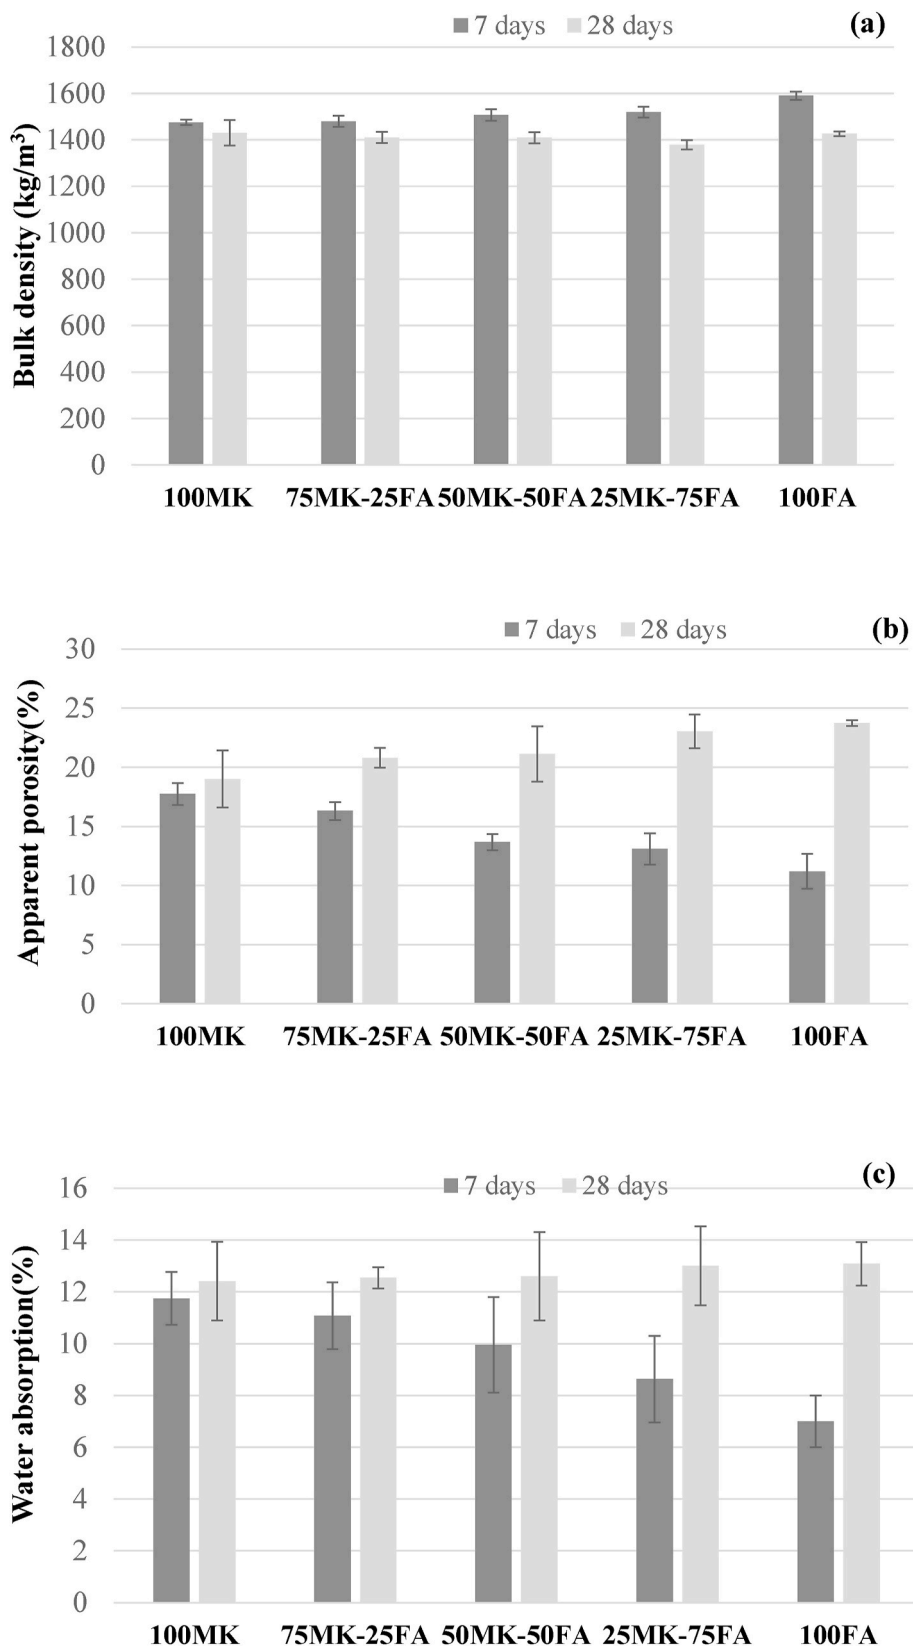 7 days 28 days (a)
Bulk density (kg/m³)
1800
1600
1400
1200
1000
800
600
400
200
0
100MK 75MK-25FA 50MK-50FA 25MK-75FA 100FA
7 days 28 days (b)
Apparent porosity(%)
30
25
20
15
10
5
0
100MK 75MK-25FA 50MK-50FA 25MK-75FA 100FA
7 days 28 days (c)
Water absorption(%)
16
14
12
10
8
6
4
2
0
100MK 75MK-25FA 50MK-50FA 25MK-75FA 100FA